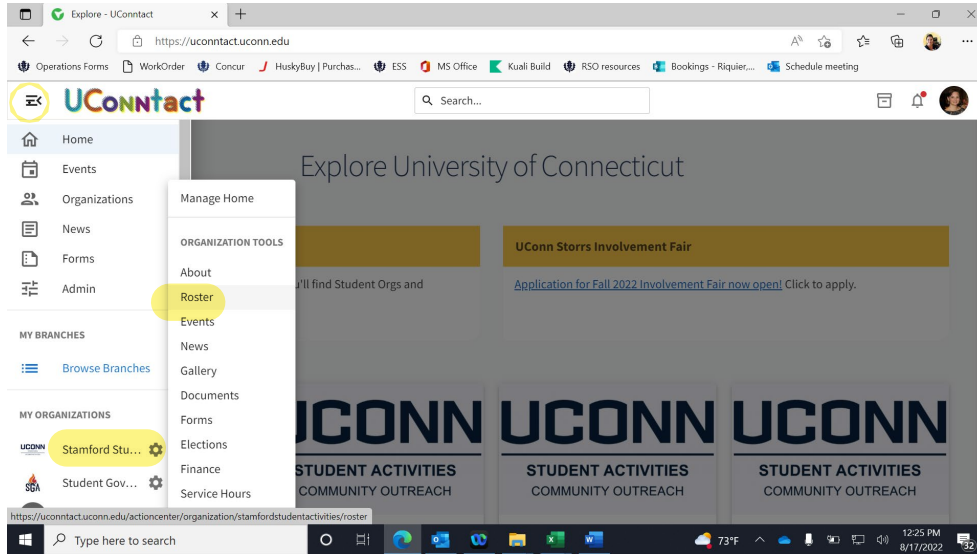 Explore - UConntact
https://uconntact.uconn.edu
Operations Forms WorkOrder Concur HuskyBuy | Purchas... ESS MS Office Kuali Build RSO resources Bookings - Riquier,... Schedule meeting
UConntact
Search...
Home
Events
Organizations
News
Forms
Admin
MY BRANCHES
Browse Branches
MY ORGANIZATIONS
UCONN
Stamford Stu...
SGA
Student Gov...
Manage Home
ORGANIZATION TOOLS
About
Roster
Events
News
Gallery
Documents
Forms
Elections
Finance
Service Hours
Explore University of Connecticut
u'll find Student Orgs and
UConn Storrs Involvement Fair
Application for Fall 2022 Involvement Fair now open! Click to apply.
UCONN UCONN UCONN
STUDENT ACTIVITIES STUDENT ACTIVITIES STUDENT ACTIVITIES
COMMUNITY OUTREACH COMMUNITY OUTREACH COMMUNITY OUTREACH
https://uconntact.uconn.edu/actioncenter/organization/stamfordstudentactivities/roster
Type here to search
73°F
12:25 PM
8/17/2022
32